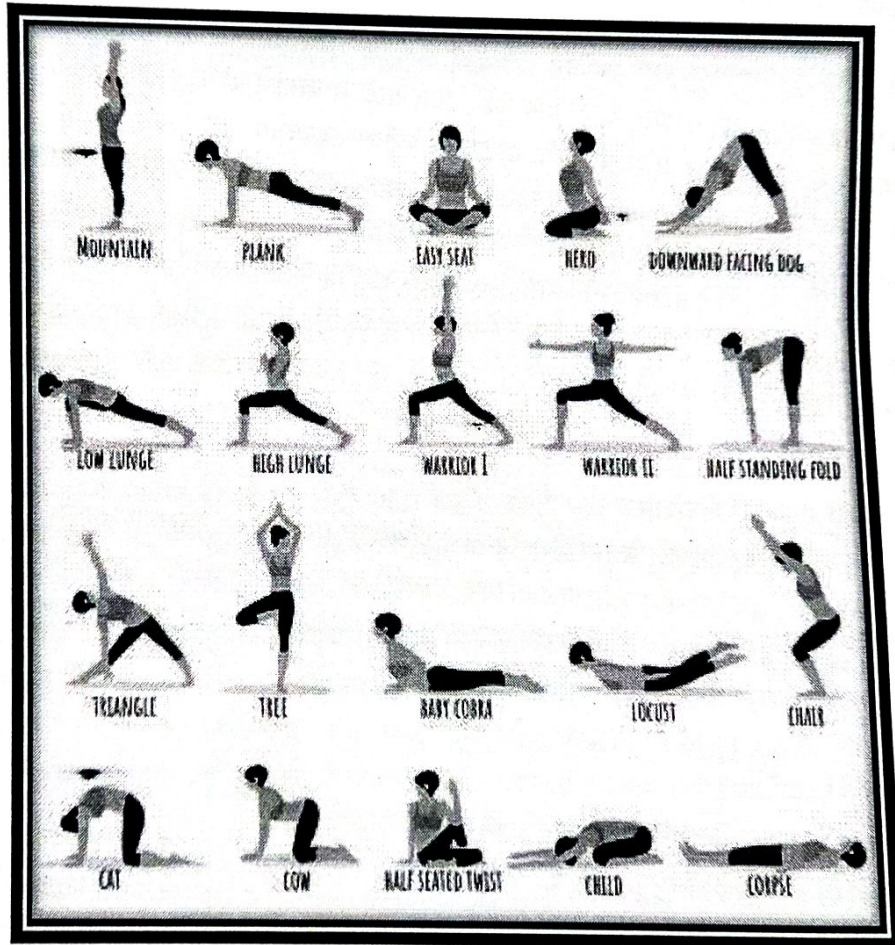 MOUNTAIN PLANK EASY SEAT HERO DOWNWARD FACING DOG
LOW LUNGE HIGH LUNGE WARRIOR I WARRIOR II HALF STANDING FOLD
TRIANGLE TREE BABY COBRA LOCUST CHAIR
CAT COW HALF SEATED TWIST CHILD CORPSE